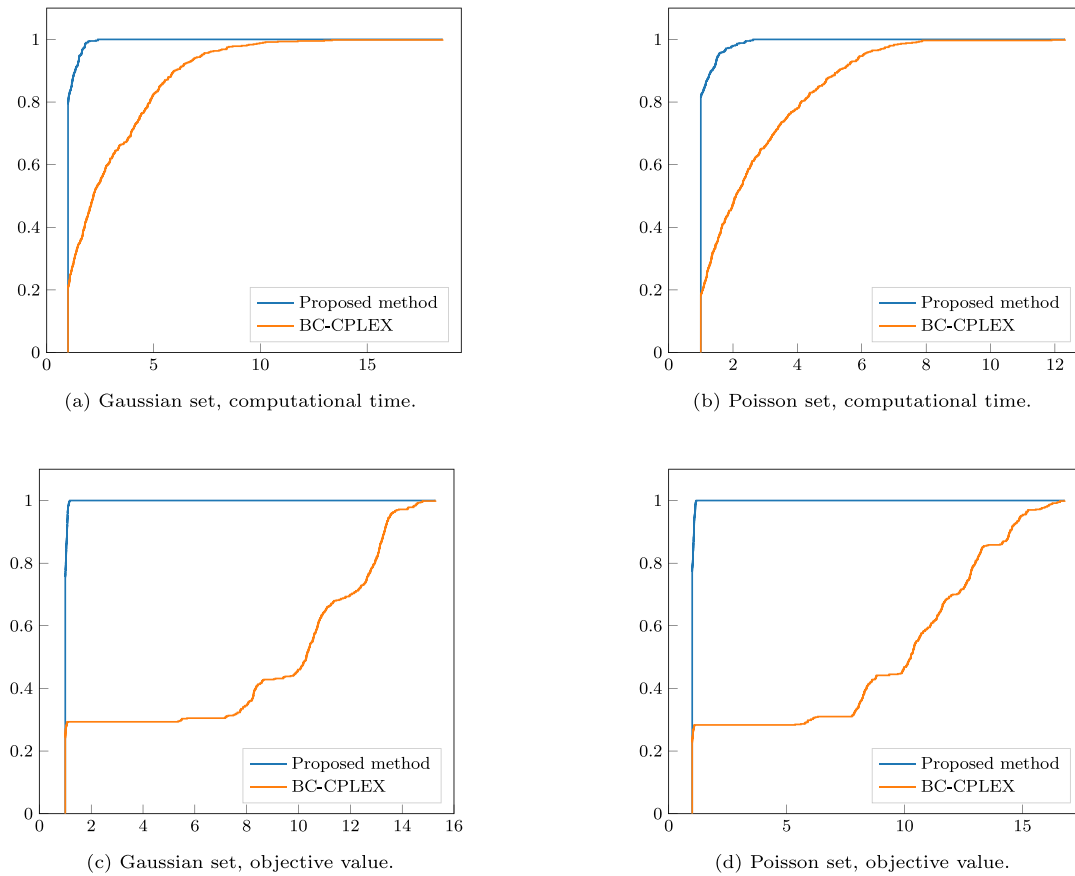 1
0.8
0.6
0.4
0.2
0
0 5 10 15
Proposed method
BC-CPLEX
(a) Gaussian set, computational time.
1
0.8
0.6
0.4
0.2
0
0 2 4 6 8 10 12
Proposed method
BC-CPLEX
(b) Poisson set, computational time.
1
0.8
0.6
0.4
0.2
0
0 2 4 6 8 10 12 14 16
Proposed method
BC-CPLEX
(c) Gaussian set, objective value.
1
0.8
0.6
0.4
0.2
0
0 5 10 15
Proposed method
BC-CPLEX
(d) Poisson set, objective value.